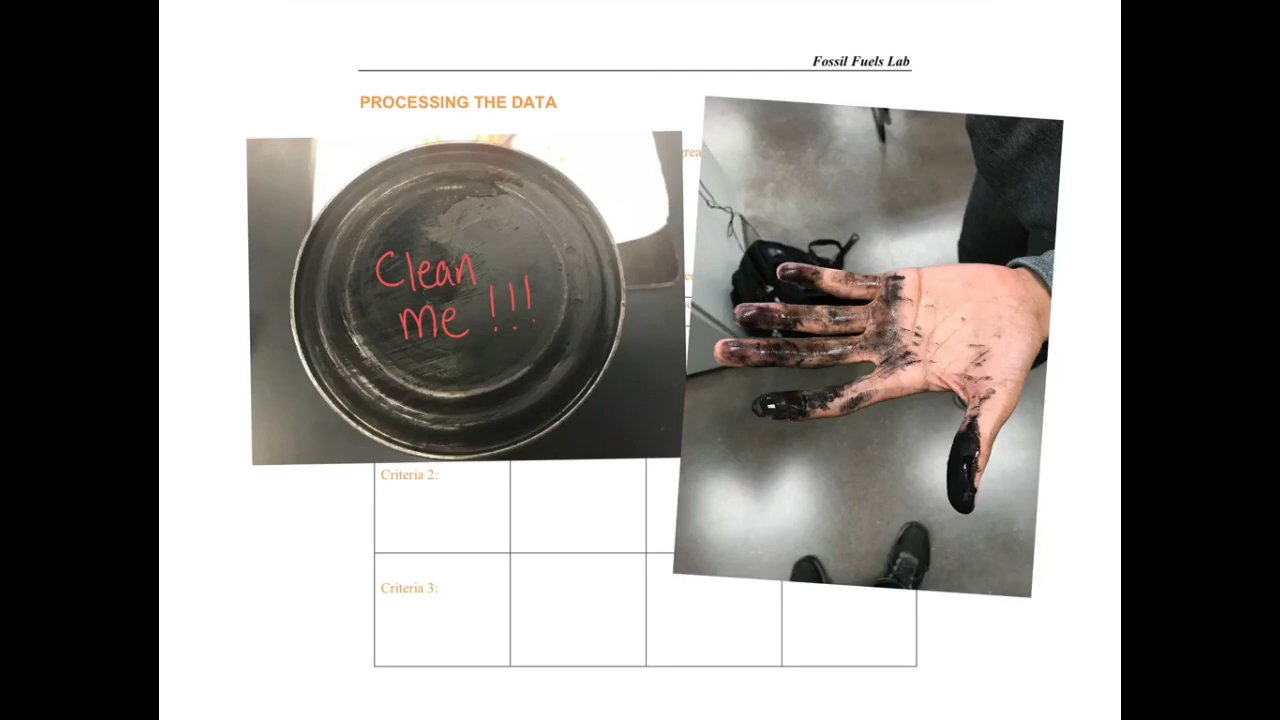 Fossil Fuels Lab
PROCESSING THE DATA
Clean
me !!!
Criteria 2:
Criteria 3: